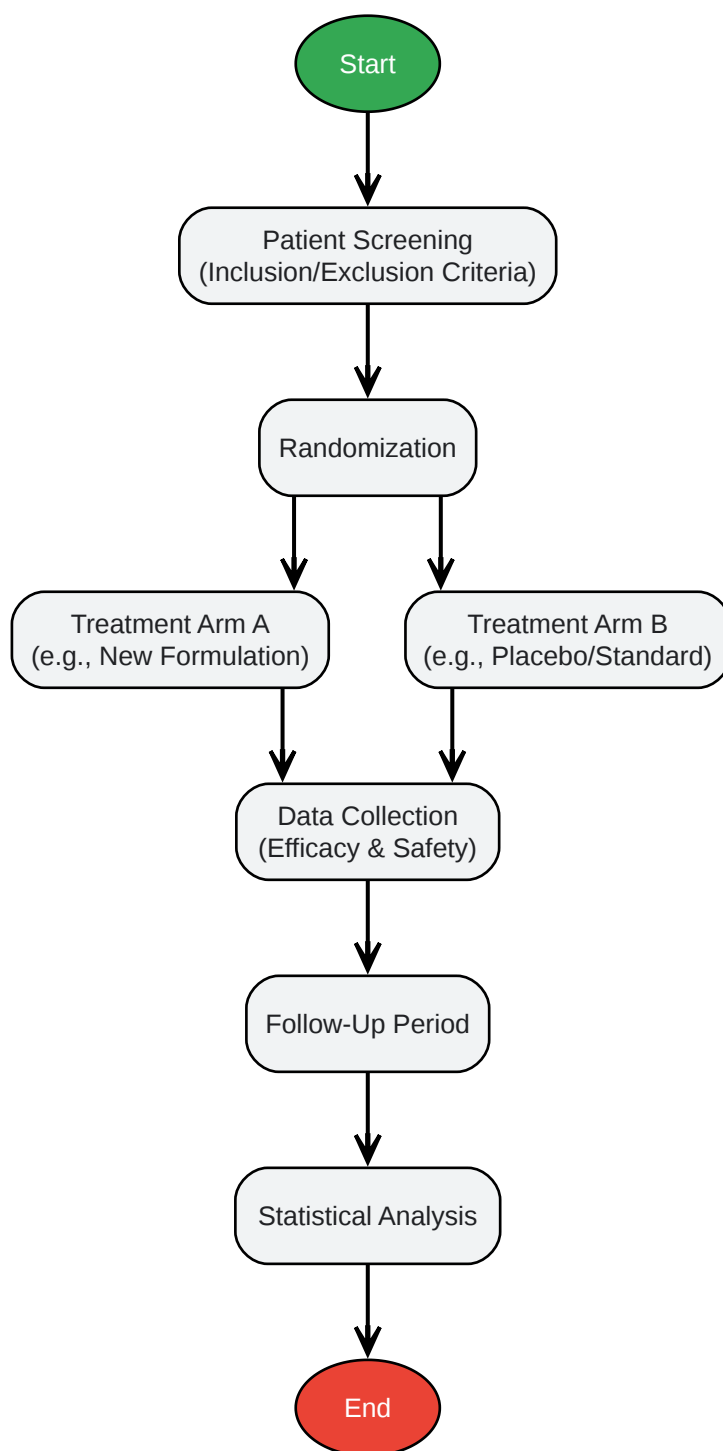 Start
Patient Screening
(Inclusion/Exclusion Criteria)
Randomization
Treatment Arm A
(e.g., New Formulation)
Treatment Arm B
(e.g., Placebo/Standard)
Data Collection
(Efficacy & Safety)
Follow-Up Period
Statistical Analysis
End